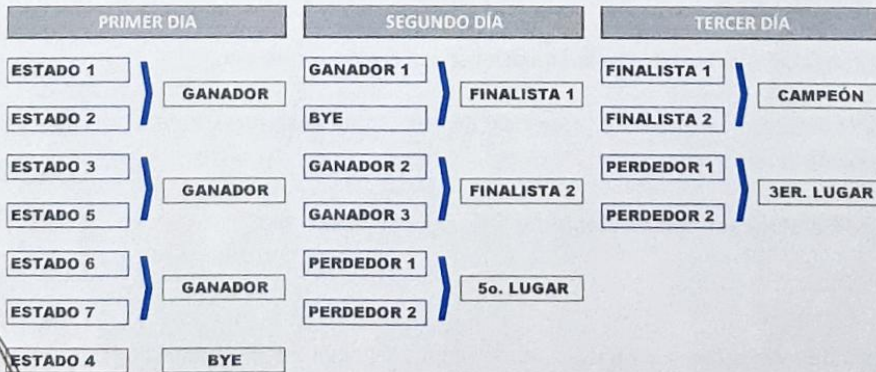 PRIMER DIA
ESTADO 1
GANADOR
ESTADO 2
ESTADO 3
GANADOR
ESTADO 5
ESTADO 6
GANADOR
ESTADO 7
ESTADO 4
BYE
SEGUNDO DÍA
GANADOR 1
FINALISTA 1
BYE
GANADOR 2
FINALISTA 2
GANADOR 3
PERDEDOR 1
5o. LUGAR
PERDEDOR 2
TERCER DÍA
FINALISTA 1
CAMPEÓN
FINALISTA 2
PERDEDOR 1
3ER. LUGAR
PERDEDOR 2